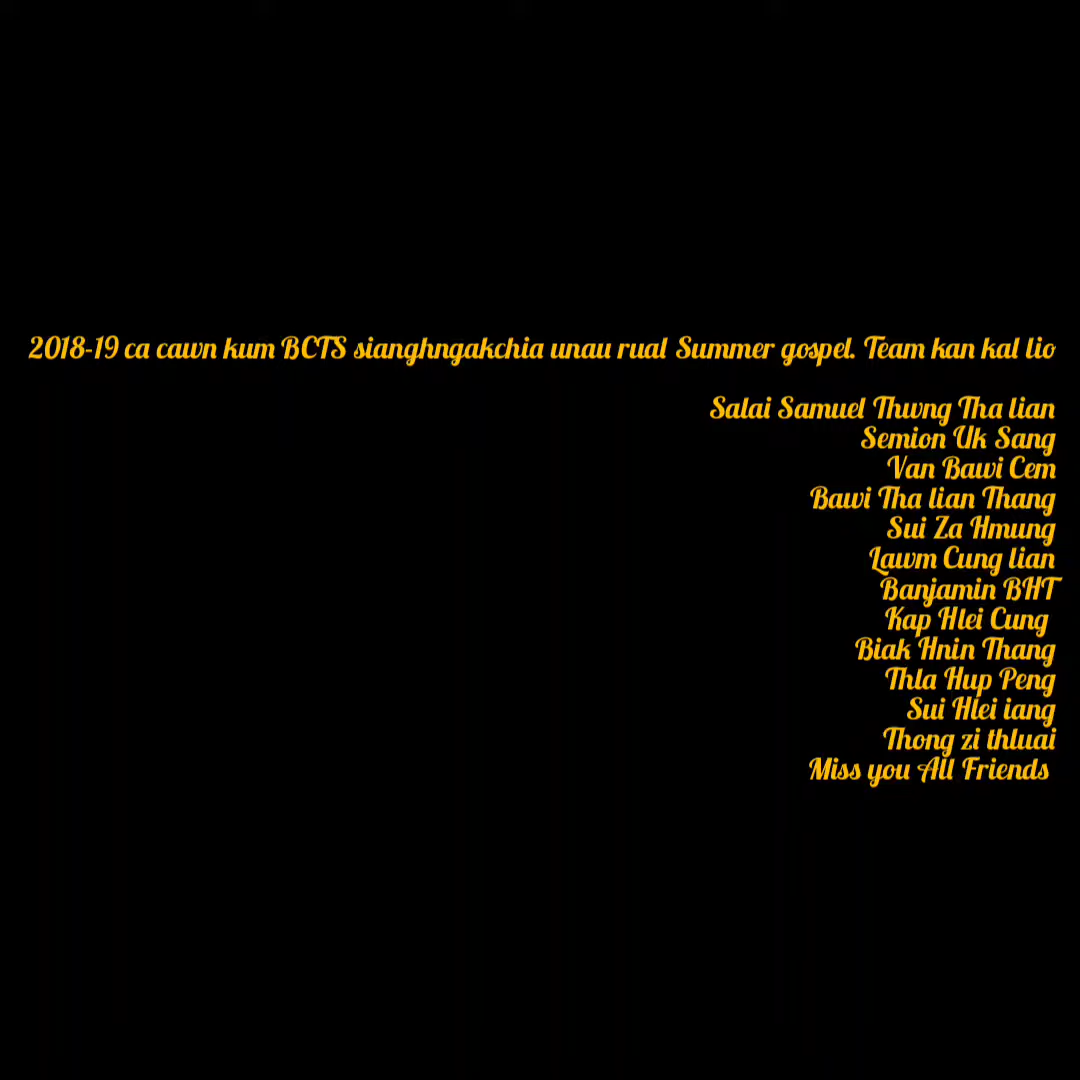 2018-19 ca cawn kum BCTS sianghngakchia unau rual Summer gospel. Team kan kal lio
Salai Samuel Thwng Tha lian
Semion Uk Sang
Van Bawi Cem
Bawi Tha lian Thang
Sui Za Hmung
Lawm Cung lian
Banjamin BHT
Kap Hlei Cung
Biak Hnin Thang
Thla Hup Peng
Sui Hlei iang
Thong zi thluai
Miss you All Friends